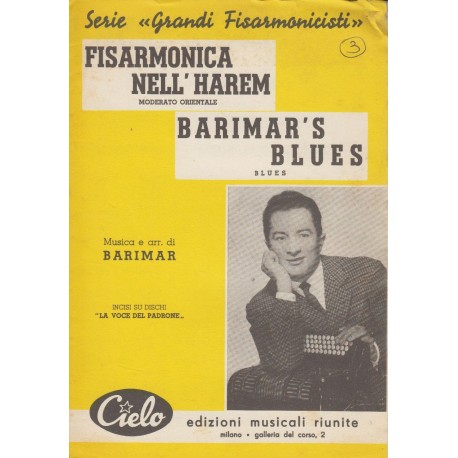 Serie «Grandi Fisarmonicisti»
3
FISARMONICA
NELL'HAREM
MODERATO ORIENTALE
BARIMAR'S
BLUES
BLUES
Musica e arr. di
BARIMAR
INCISI SU DISCHI
"LA VOCE DEL PADRONE„
Cielo
edizioni musicali riunite
milano • galleria del corso, 2